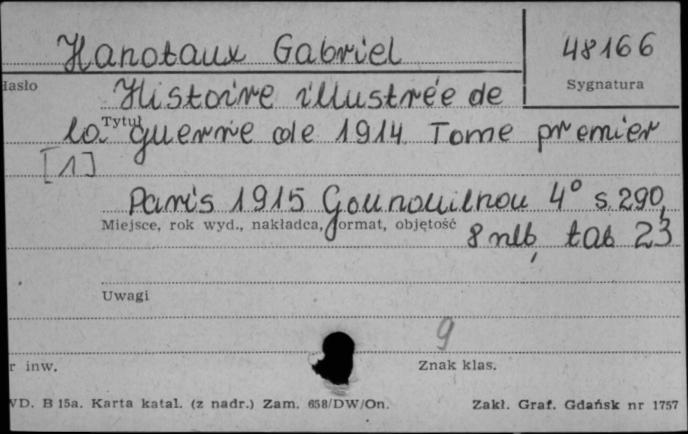 Hanotaux Gabriel
48166
Hasło
Sygnatura
Histoire illustrée de
Tytuł
la guerre de 1914 Tome premier
[1]
Paris 1915 Gounouilhou 4° s. 290,
Miejsce, rok wyd., nakładca, format, objętość
8 nlb, tab 23
Uwagi
9
r inw.
Znak klas.
WD. B 15a. Karta katal. (z nadr.) Zam. 658/DW/On.
Zakł. Graf. Gdańsk nr 1757